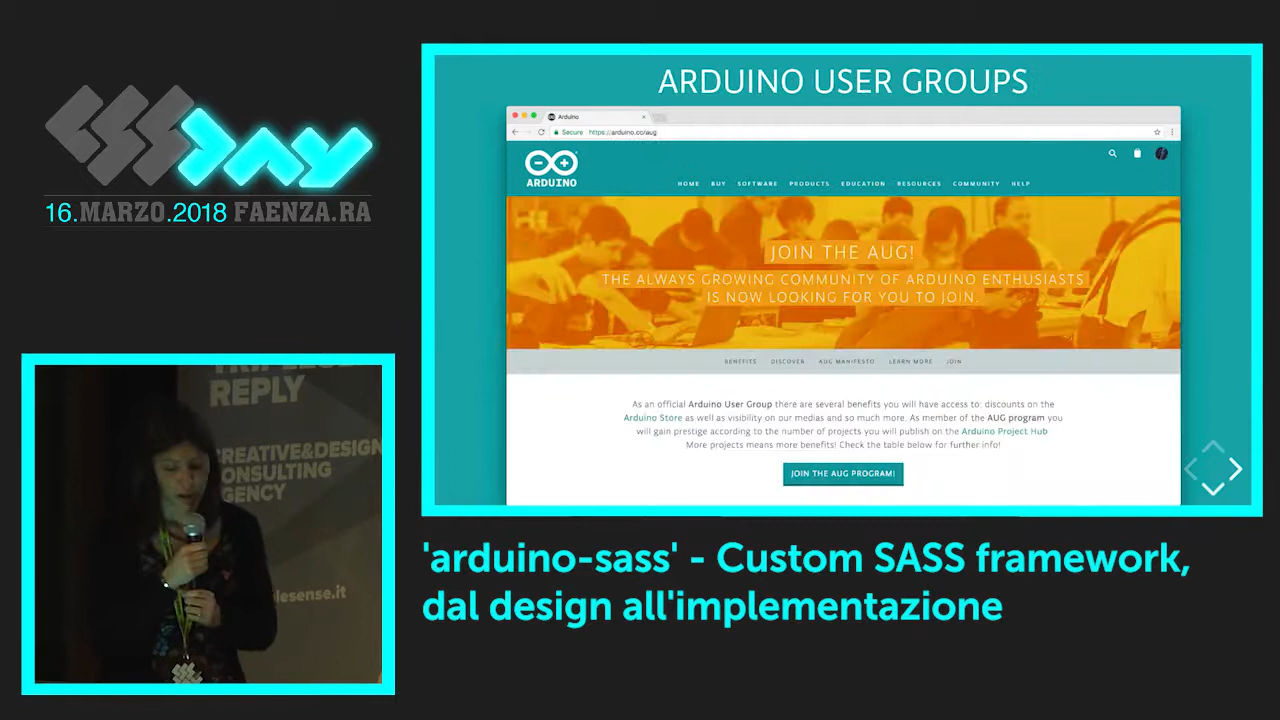 CSS DAY
16.MARZO.2018 FAENZA.RA
ARDUINO USER GROUPS
Arduino
Secure https://arduino.cc/aug
ARDUINO
HOME BUY SOFTWARE PRODUCTS EDUCATION RESOURCES COMMUNITY HELP
JOIN THE AUG!
THE ALWAYS GROWING COMMUNITY OF ARDUINO ENTHUSIASTS
IS NOW LOOKING FOR YOU TO JOIN.
BENEFITS DISCOVER AUG MANIFESTO LEARN MORE JOIN
As an official Arduino User Group there are several benefits you will have access to: discounts on the
Arduino Store as well as visibility on our medias and so much more. As member of the AUG program you
will gain prestige according to the number of projects you will publish on the Arduino Project Hub
More projects means more benefits! Check the table below for further info!
JOIN THE AUG PROGRAM!
REPLY
CREATIVE&DESIGN
CONSULTING
AGENCY
lesense.it
'arduino-sass' - Custom SASS framework,
dal design all'implementazione